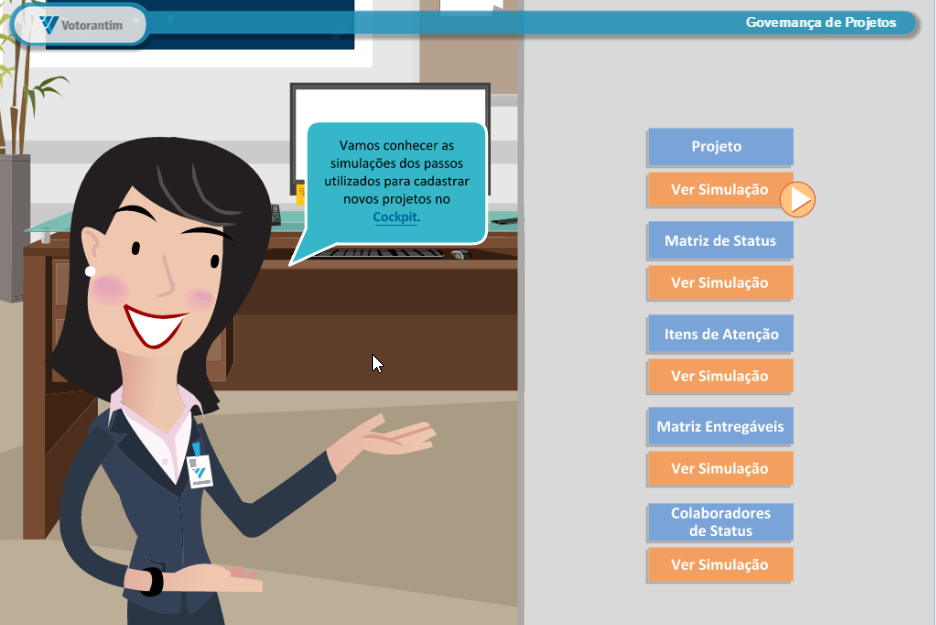 Votorantim
Governança de Projetos
Vamos conhecer as
simulações dos passos
utilizados para cadastrar
novos projetos no
Cockpit.
Projeto
Ver Simulação
Matriz de Status
Ver Simulação
Itens de Atenção
Ver Simulação
Matriz Entregáveis
Ver Simulação
Colaboradores
de Status
Ver Simulação